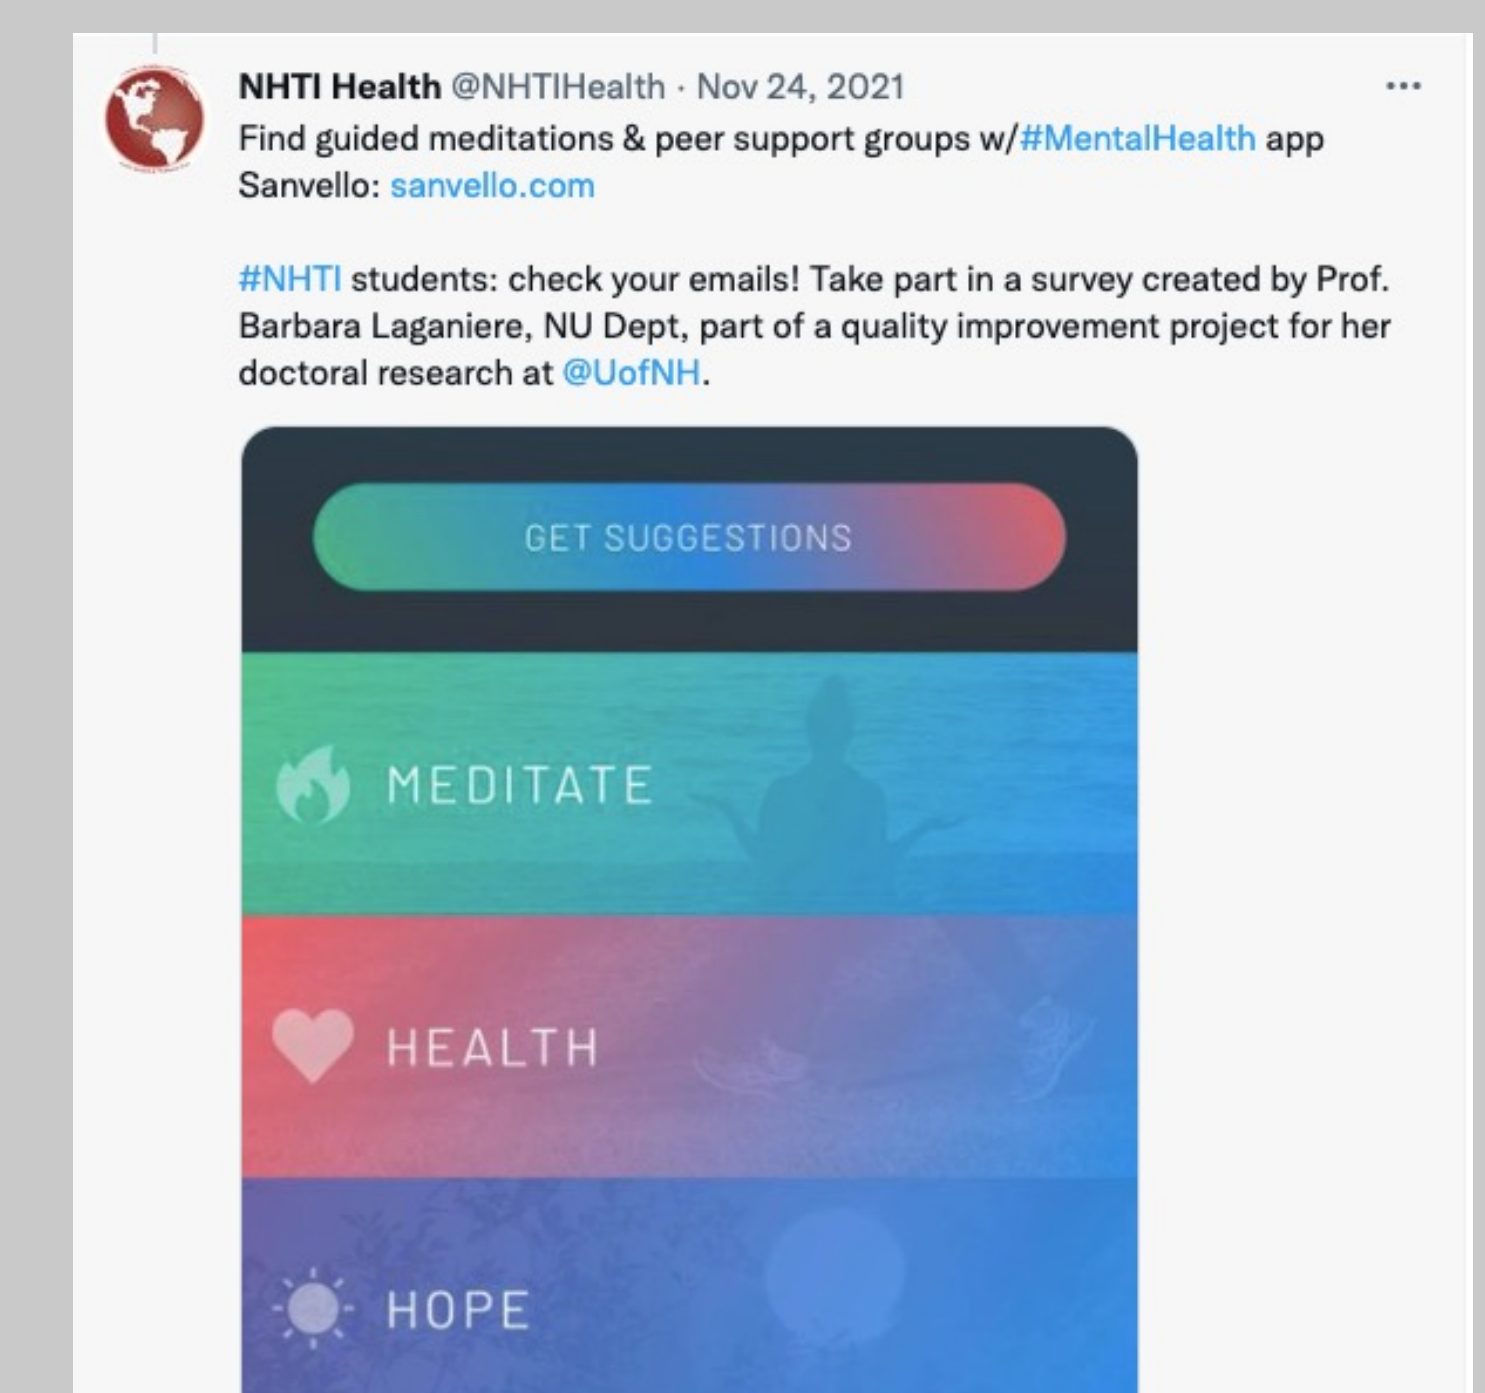 NHTI Health @NHTIHealth · Nov 24, 2021
Find guided meditations & peer support groups w/#MentalHealth app
Sanvello: sanvello.com
#NHTI students: check your emails! Take part in a survey created by Prof.
Barbara Laganiere, NU Dept, part of a quality improvement project for her
doctoral research at @UofNH.
GET SUGGESTIONS
MEDITATE
HEALTH
HOPE